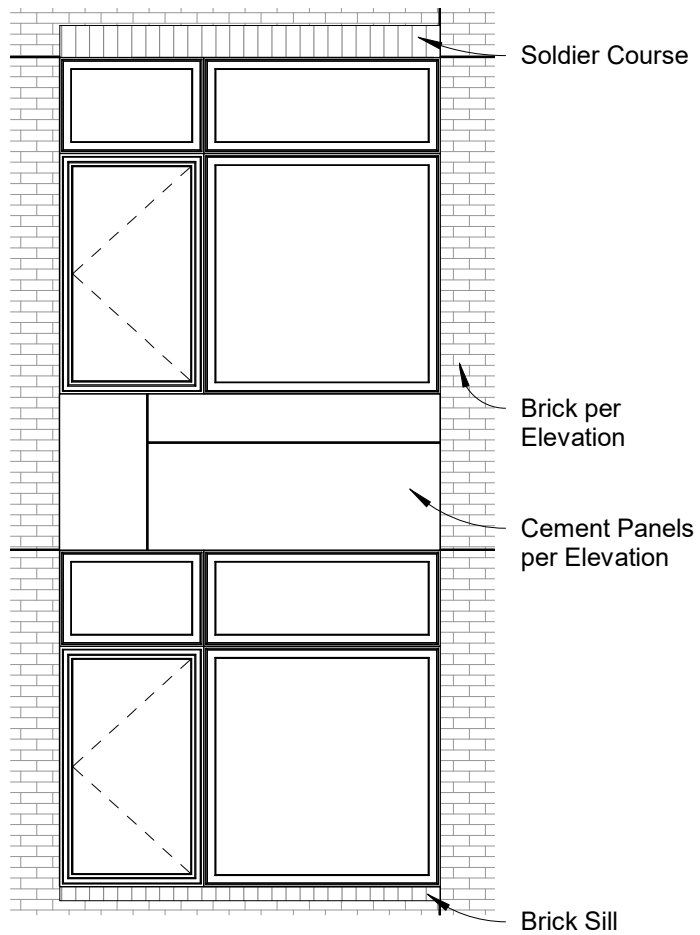 Soldier Course
Brick per
Elevation
Cement Panels
per Elevation
Brick Sill